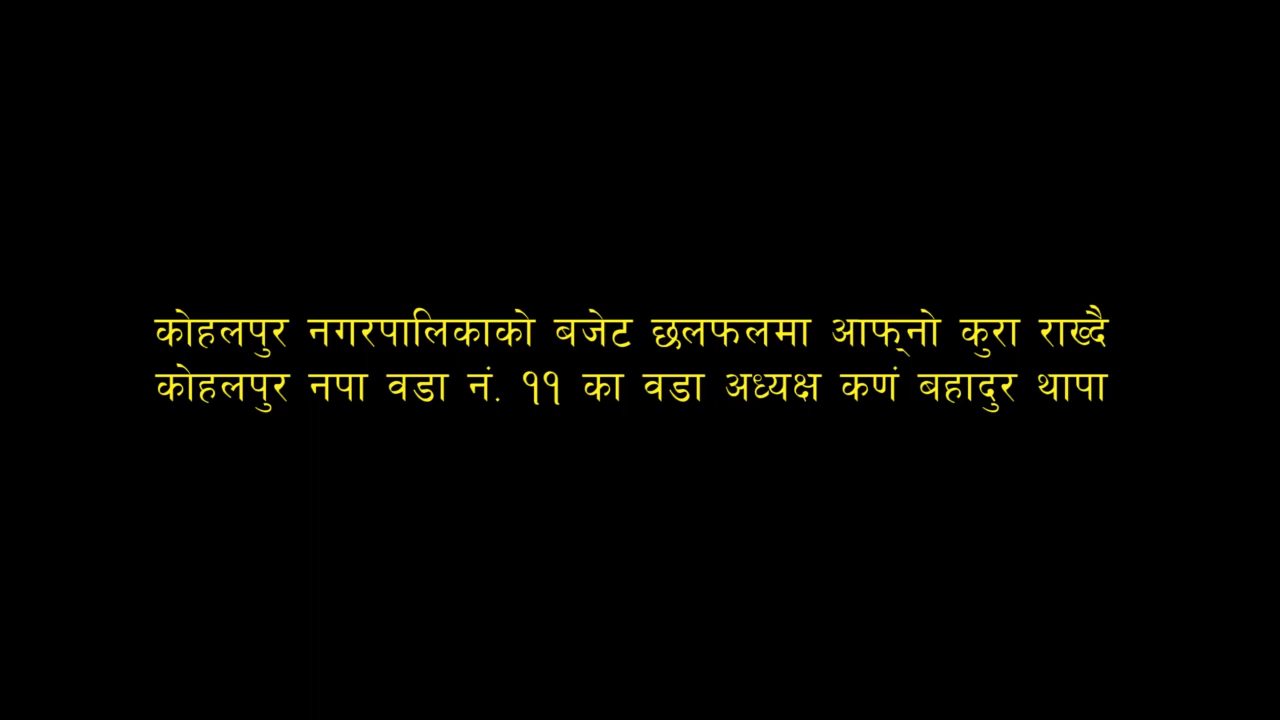 कोहलपुर नगरपालिकाको बजेट छलफलमा आफ्‌नो कुरा राख्दै
कोहलपुर नपा वडा नं. ११ का वडा अध्यक्ष कणं बहादुर थापा